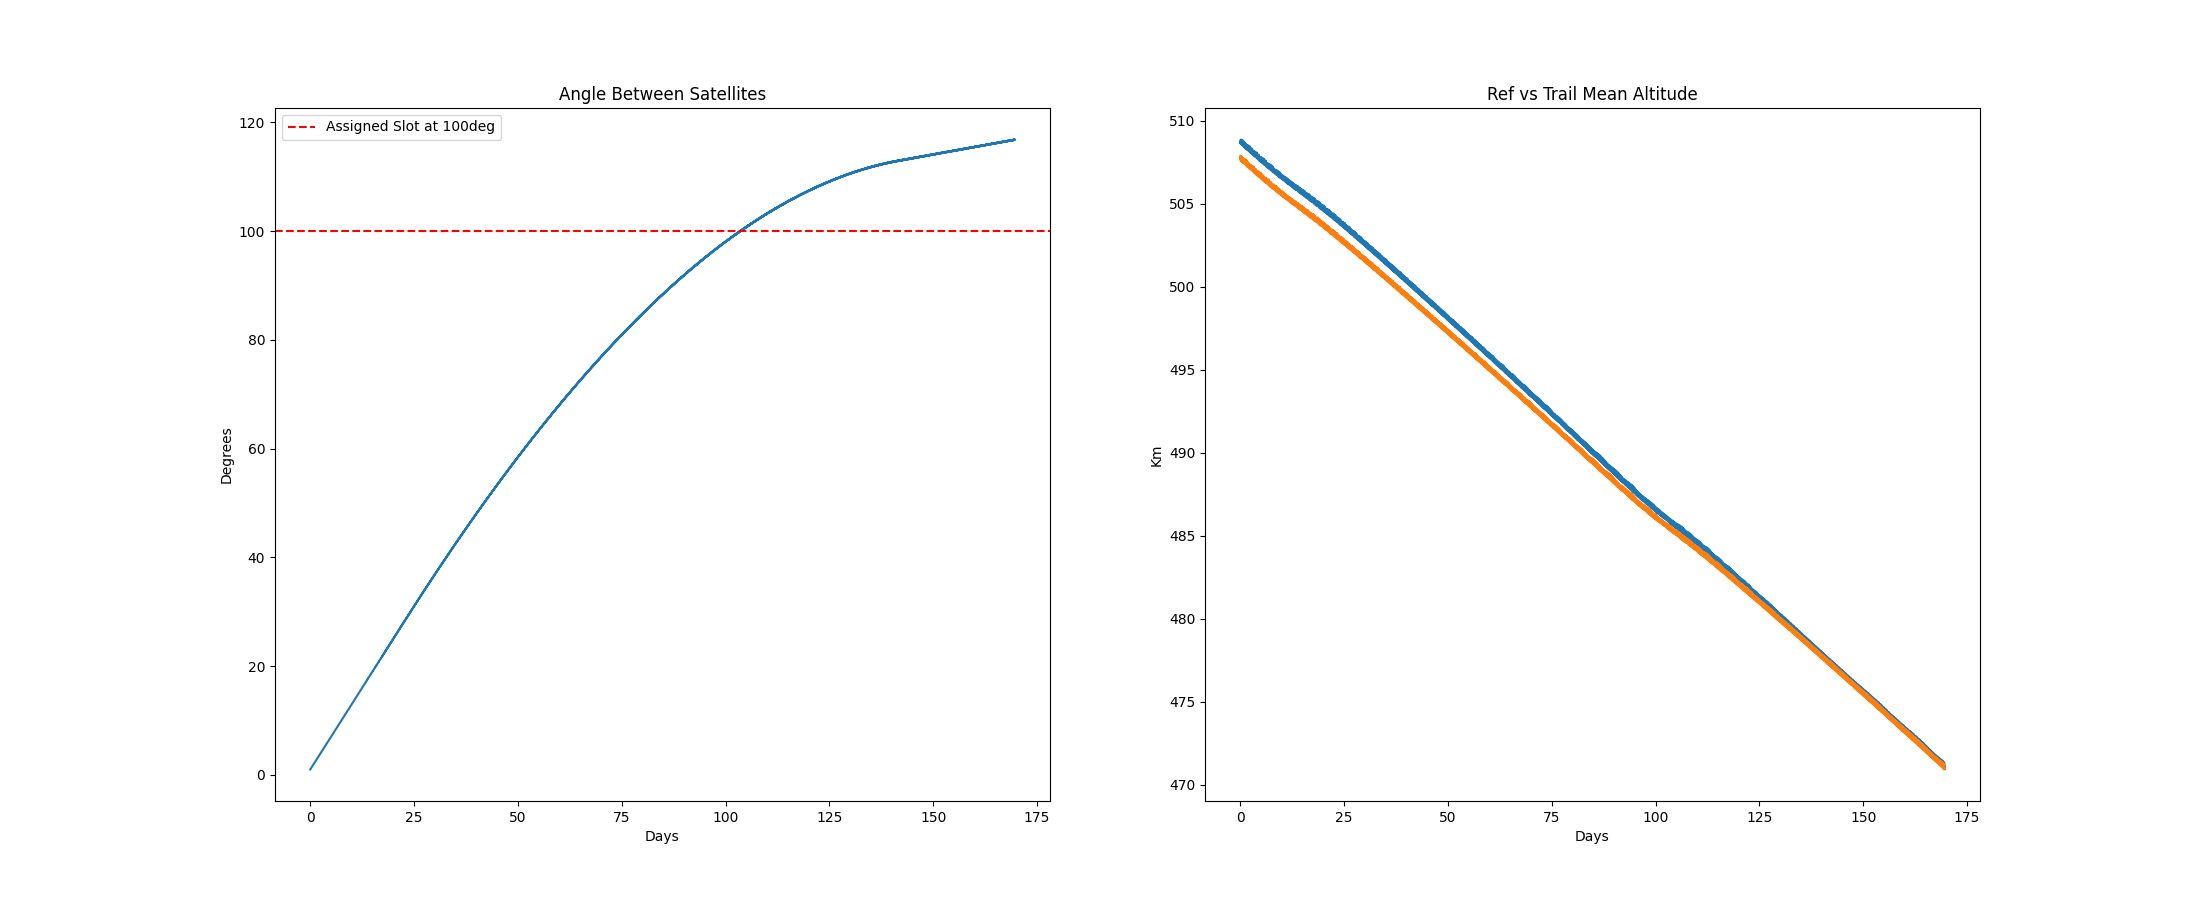 Angle Between Satellites
120
100
80
60
40
20
0
Degrees
Assigned Slot at 100deg
0 25 50 75 100 125 150 175
Days
Ref vs Trail Mean Altitude
510
505
500
495
490
485
480
475
470
Km
0 25 50 75 100 125 150 175
Days